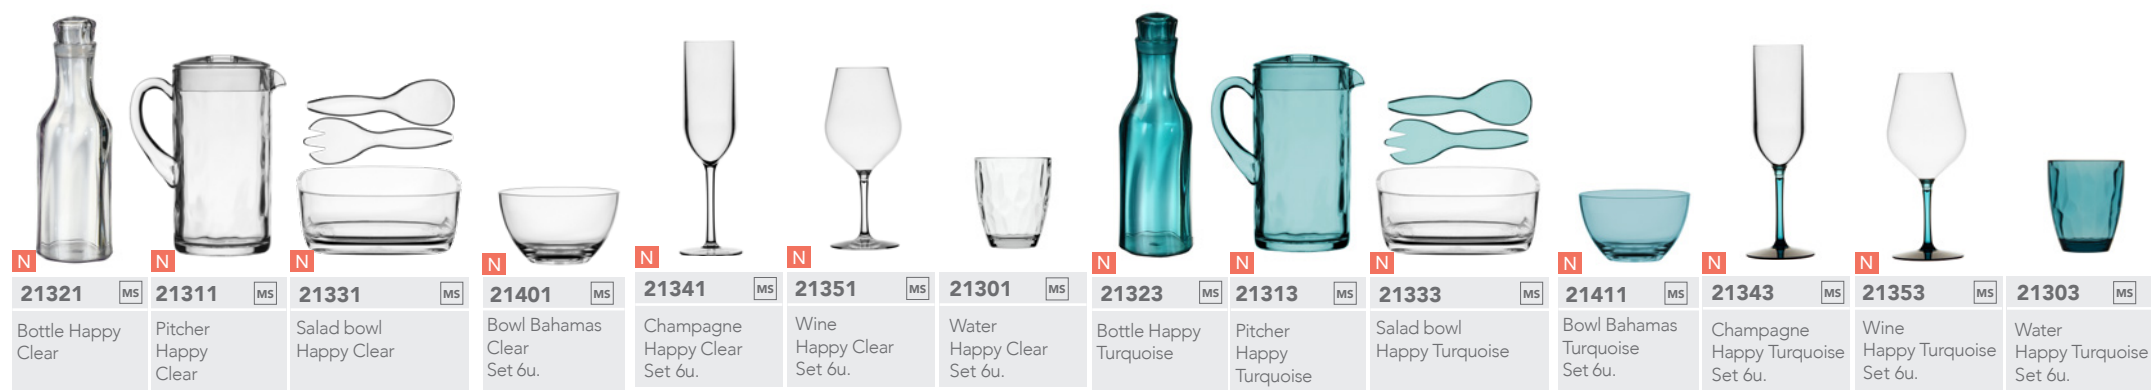 N
21321 MS
Bottle Happy
Clear
N
21311 MS
Pitcher
Happy
Clear
N
21331 MS
Salad bowl
Happy Clear
N
21401 MS
Bowl Bahamas
Clear
Set 6u.
N
21341 MS
Champagne
Happy Clear
Set 6u.
N
21351 MS
Wine
Happy Clear
Set 6u.
21301 MS
Water
Happy Clear
Set 6u.
N
21323 MS
Bottle Happy
Turquoise
N
21313 MS
Pitcher
Happy
Turquoise
N
21333 MS
Salad bowl
Happy Turquoise
N
21411 MS
Bowl Bahamas
Turquoise
Set 6u.
N
21343 MS
Champagne
Happy Turquoise
Set 6u.
N
21353 MS
Wine
Happy Turquoise
Set 6u.
21303 MS
Water
Happy Turquoise
Set 6u.